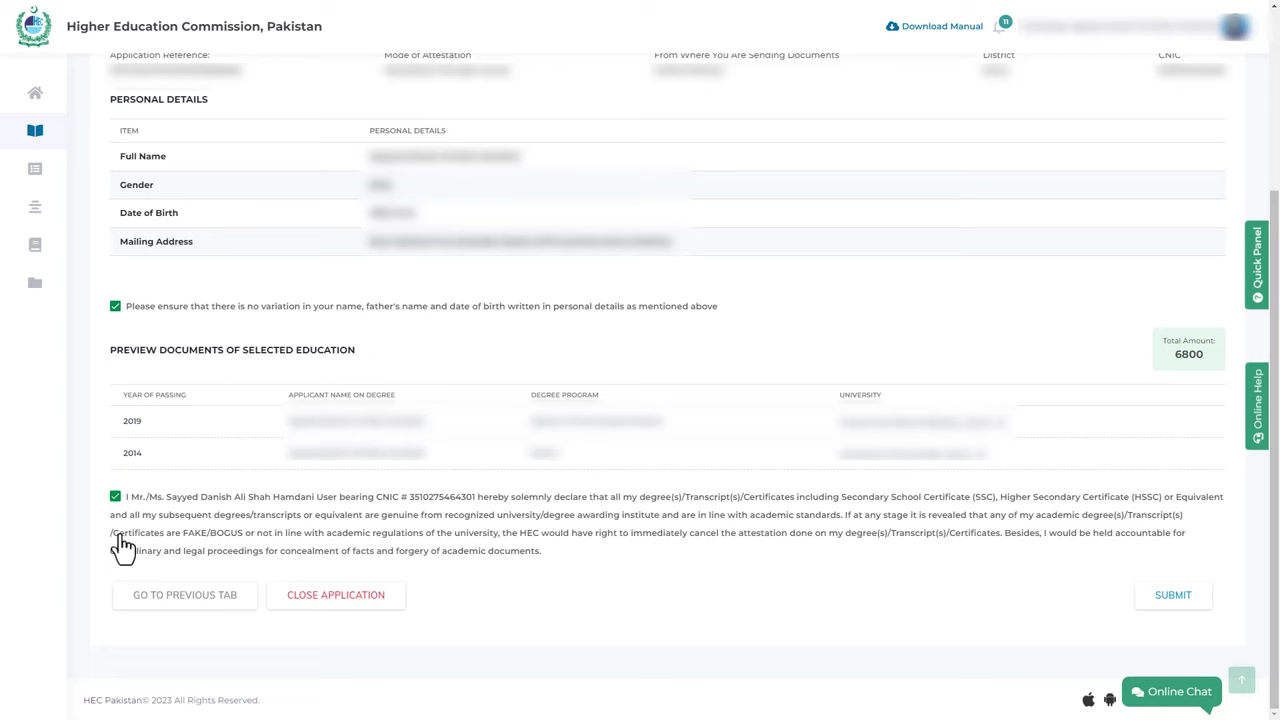 Higher Education Commission, Pakistan
Download Manual
11
Application Reference: Mode of Attestation From Where You Are Sending Documents District CNIC
PERSONAL DETAILS
ITEM PERSONAL DETAILS
Full Name
Gender
Date of Birth
Mailing Address
Quick Panel
Please ensure that there is no variation in your name, father's name and date of birth written in personal details as mentioned above
PREVIEW DOCUMENTS OF SELECTED EDUCATION
Total Amount:
6800
Online Help
YEAR OF PASSING APPLICANT NAME ON DEGREE DEGREE PROGRAM UNIVERSITY
2019
2014
I Mr./Ms. Sayyed Danish Ali Shah Hamdani User bearing CNIC # 3510275464301 hereby solemnly declare that all my degree(s)/Transcript(s)/Certificates including Secondary School Certificate (SSC), Higher Secondary Certificate (HSSC) or Equivalent
and all my subsequent degrees/transcripts or equivalent are genuine from recognized university/degree awarding institute and are in line with academic standards. If at any stage it is revealed that any of my academic degree(s)/Transcript(s)
/Certificates are FAKE/BOGUS or not in line with academic regulations of the university, the HEC would have right to immediately cancel the attestation done on my degree(s)/Transcript(s)/Certificates. Besides, I would be held accountable for
and legal proceedings for concealment of facts and forgery of academic documents.
GO TO PREVIOUS TAB CLOSE APPLICATION SUBMIT
HEC Pakistan© 2023 All Rights Reserved.
Online Chat